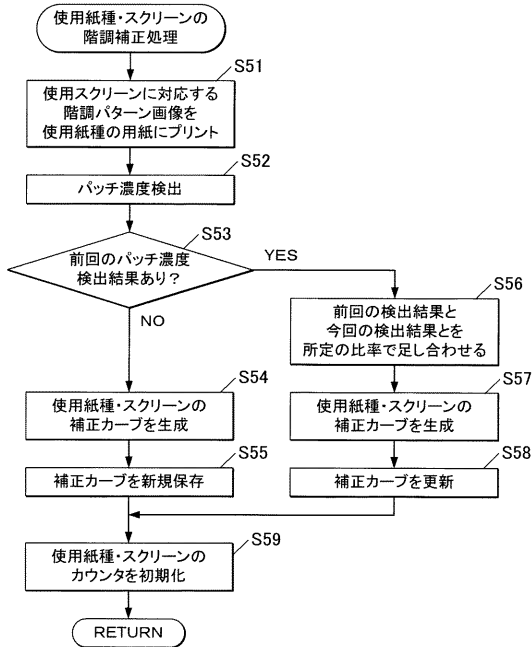 使用紙種・スクリーンの
階調補正処理
S51
使用スクリーンに対応する
階調パターン画像を
使用紙種の用紙にプリント
S52
パッチ濃度検出
S53
前回のパッチ濃度
検出結果あり？
YES
NO
S56
前回の検出結果と
今回の検出結果とを
所定の比率で足し合わせる
S54
使用紙種・スクリーンの
補正カーブを生成
S57
使用紙種・スクリーンの
補正カーブを生成
S55
補正カーブを新規保存
S58
補正カーブを更新
S59
使用紙種・スクリーンの
カウンタを初期化
RETURN